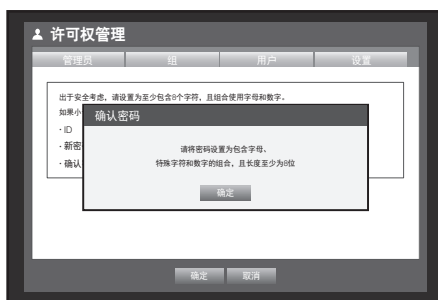 许可权管理
管理员 组 用户 设置
出于安全考虑，请设置为至少包含8个字符，且组合使用字母和数字。
如果小
· ID
· 新密
· 确认
确认密码
请将密码设置为包含字母，
特殊字符和数字的组合，且长度至少为8位
确定
确定 取消